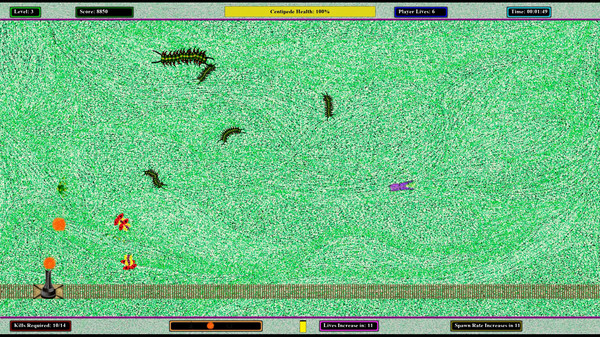 Level: 3
Score: 8850
Centipede Health: 100%
Player Lives: 6
Time: 00:01:49
Kills Required: 10/14
Lives Increase in: 11
Spawn Rate Increases in 11